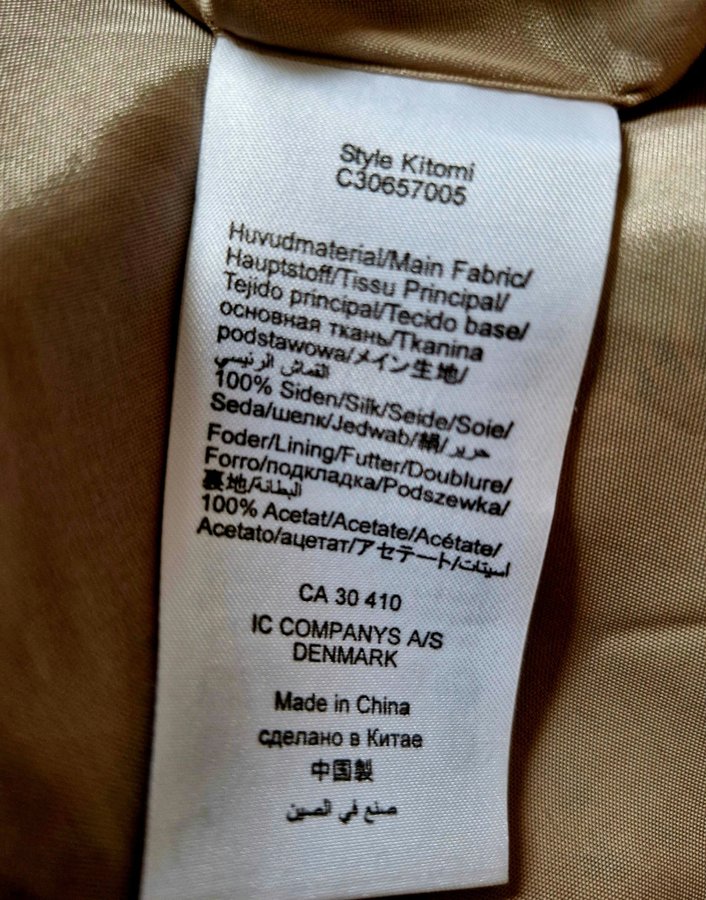 Style Kitomi
C30657005
Huvudmaterial/Main Fabric/
Hauptstoff/Tissu Principal/
Tejido principal/Tecido base/
основная ткань/Tkanina
podstawowa/メイン生地/
القماش الرئيسي
100% Siden/Silk/Seide/Soie/
Seda/шелк/Jedwab/絹/حرير
Foder/Lining/Futter/Doublure/
Forro/подкладка/Podszewka/
裏地/البطانة
100% Acetat/Acetate/Acétate/
Acetato/ацетат/アセテート/اسيتات
CA 30 410
IC COMPANYS A/S
DENMARK
Made in China
сделано в Китае
中国製
صنع في الصين